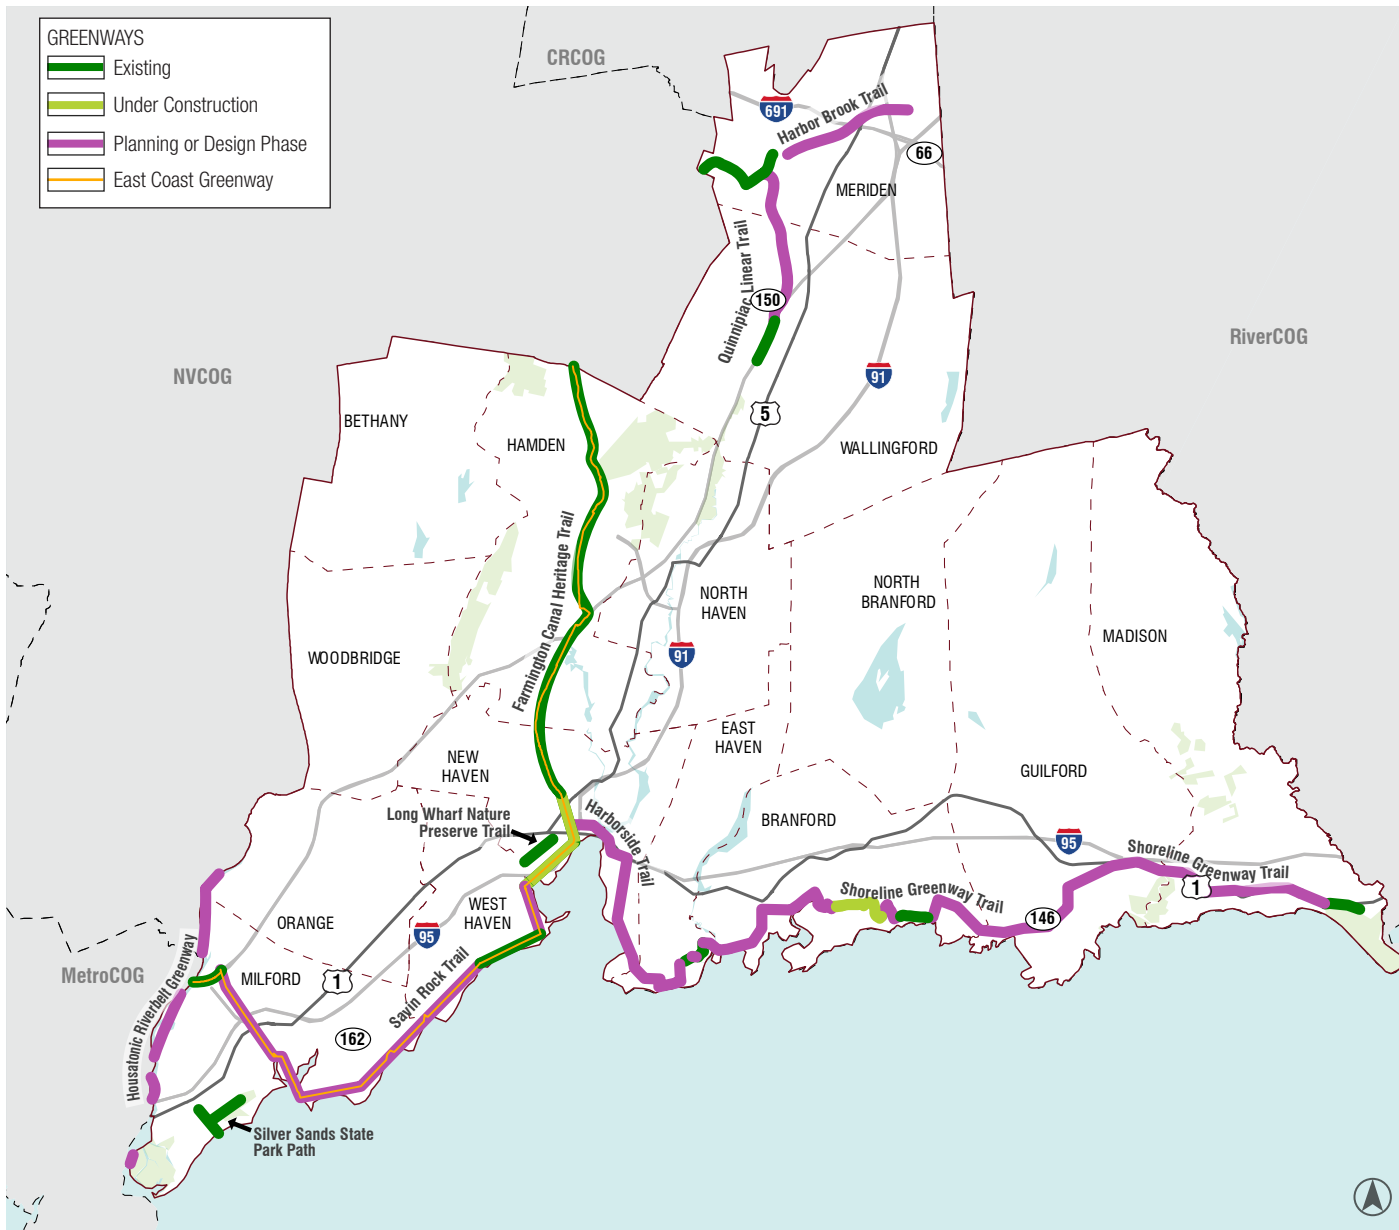 GREENWAYS
Existing
Under Construction
Planning or Design Phase
East Coast Greenway
CRCOG
691
Harbor Brook Trail
66
MERIDEN
Quinnipiac Linear Trail
150
RiverCOG
NVCOG
91
5
BETHANY
HAMDEN
WALLINGFORD
Farmington Canal Heritage Trail
NORTH
HAVEN
NORTH
BRANFORD
MADISON
WOODBRIDGE
91
EAST
HAVEN
NEW
HAVEN
GUILFORD
Long Wharf Nature
Preserve Trail
Harborside Trail
BRANFORD
95
Shoreline Greenway Trail
1
Shoreline Greenway Trail
146
WEST
HAVEN
ORANGE
95
MetroCOG
Housatonic Riverbelt Greenway
MILFORD
1
Savin Rock Trail
162
Silver Sands State
Park Path